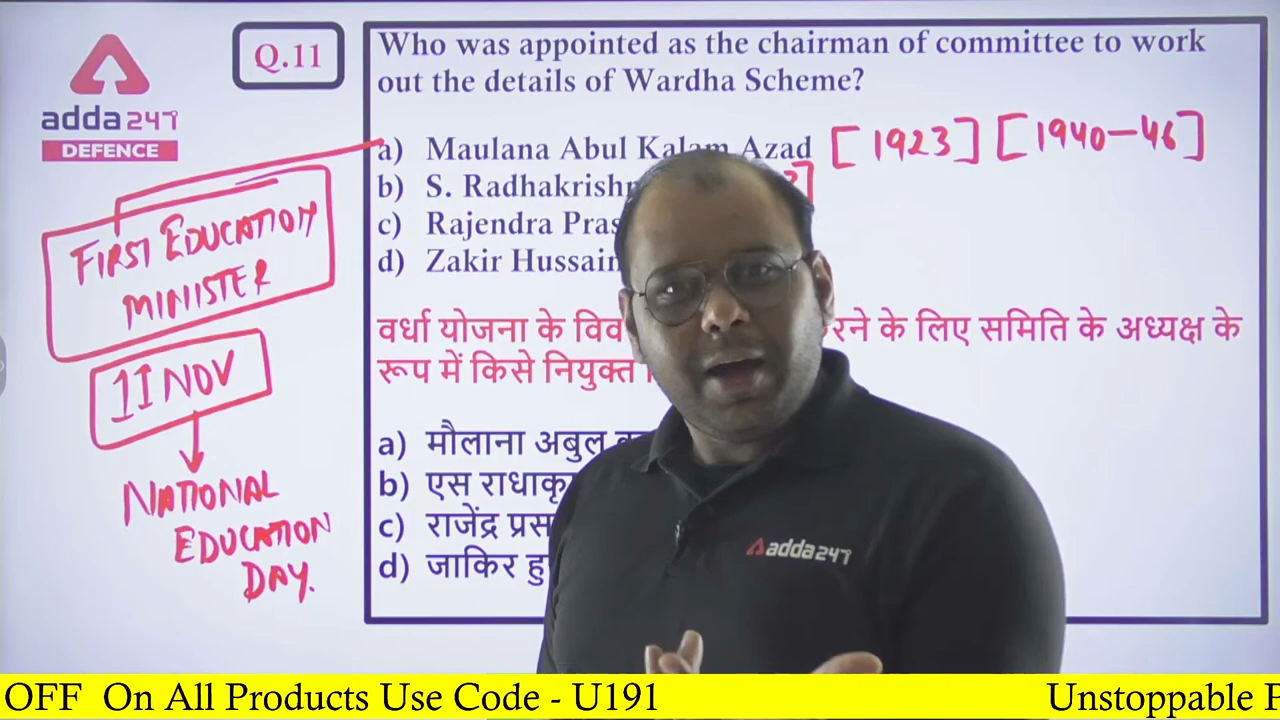 adda247
DEFENCE
Q.11
Who was appointed as the chairman of committee to work
out the details of Wardha Scheme?
a) Maulana Abul Kalam Azad [1923] [1940-46]
b) S. Radhakrishn
c) Rajendra Pras
d) Zakir Hussain
FIRST EDUCATION
MINISTER
11 NOV
NATIONAL
EDUCATION
DAY.
वर्धा योजना के विव रने के लिए समिति के अध्यक्ष के
रूप में किसे नियुक्त
a) मौलाना अबुल
b) एस राधाकृ
c) राजेंद्र प्रस
d) जाकिर हु
adda247
OFF On All Products Use Code - U191
Unstoppable P